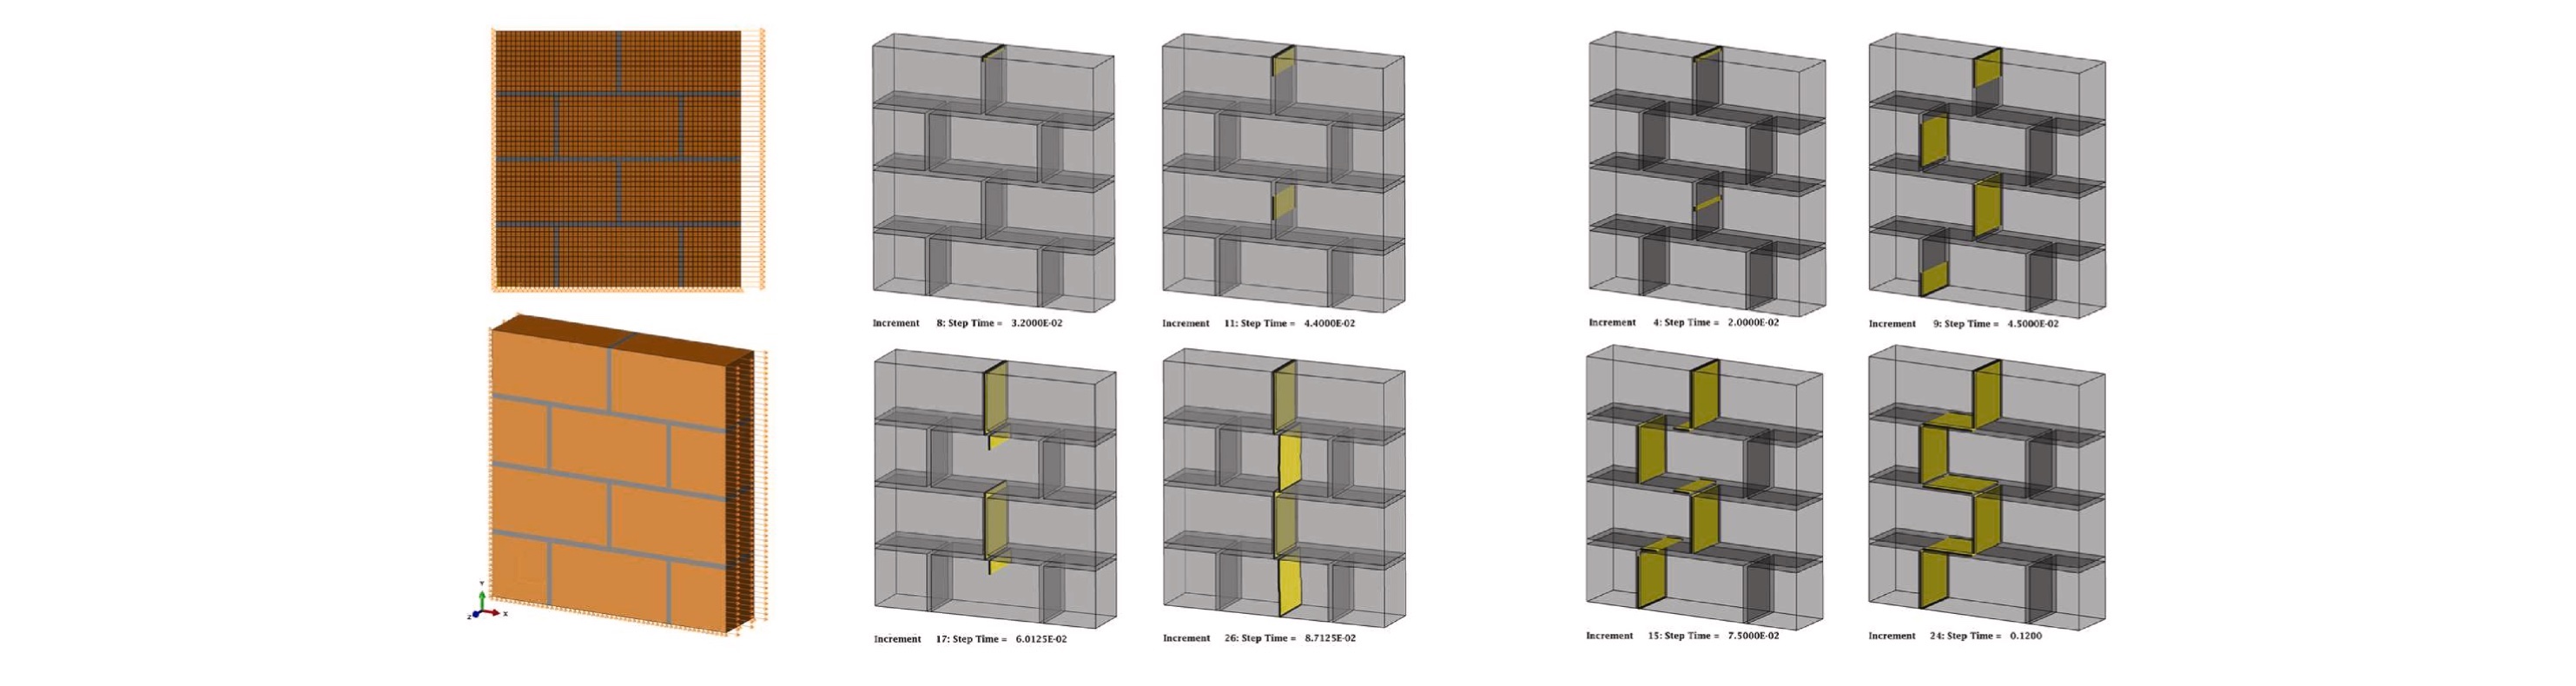 Increment 8: Step Time = 3.2000E-02
Increment 11: Step Time = 4.4000E-02
Increment 4: Step Time = 2.0000E-02
Increment 9: Step Time = 4.5000E-02
Y
Z X
Increment 17: Step Time = 6.0125E-02
Increment 26: Step Time = 8.7125E-02
Increment 15: Step Time = 7.5000E-02
Increment 24: Step Time = 0.1200